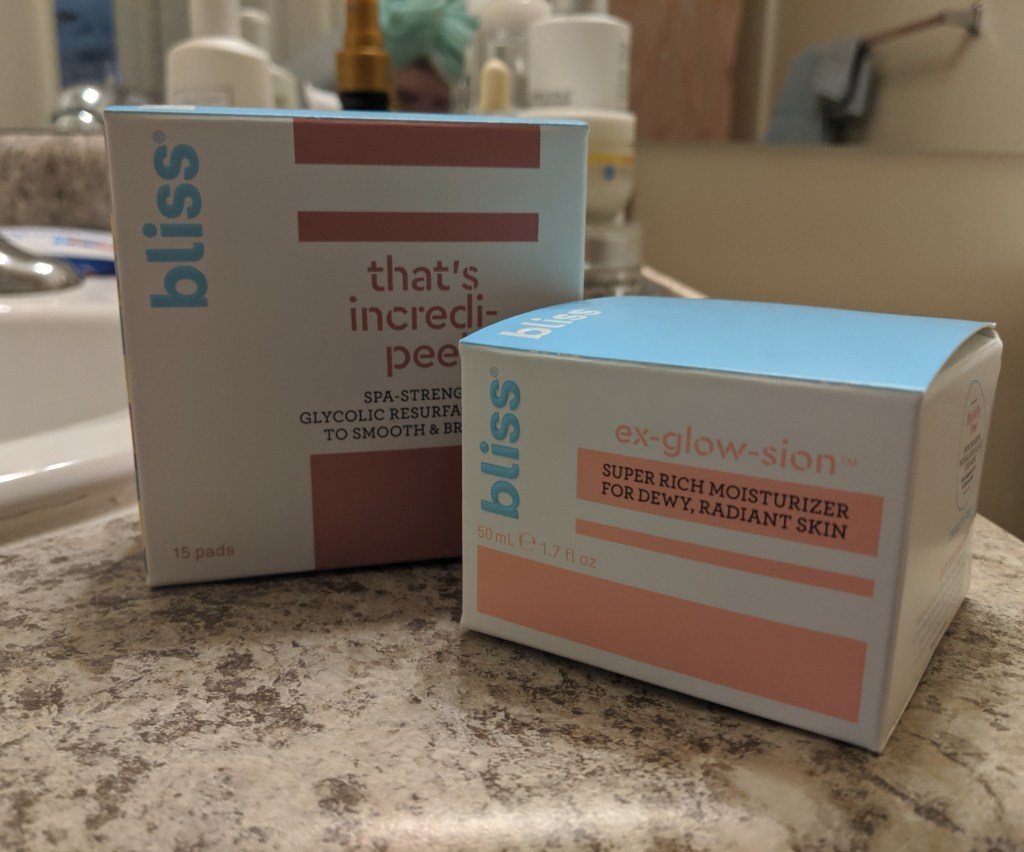 bliss®
that's
incredi-
pee
SPA-STRENG
GLYCOLIC RESURFA
TO SMOOTH & BR
15 pads
bliss
bliss®
ex-glow-sion™
SUPER RICH MOISTURIZER
FOR DEWY, RADIANT SKIN
50 mL ℮ 1.7 fl oz